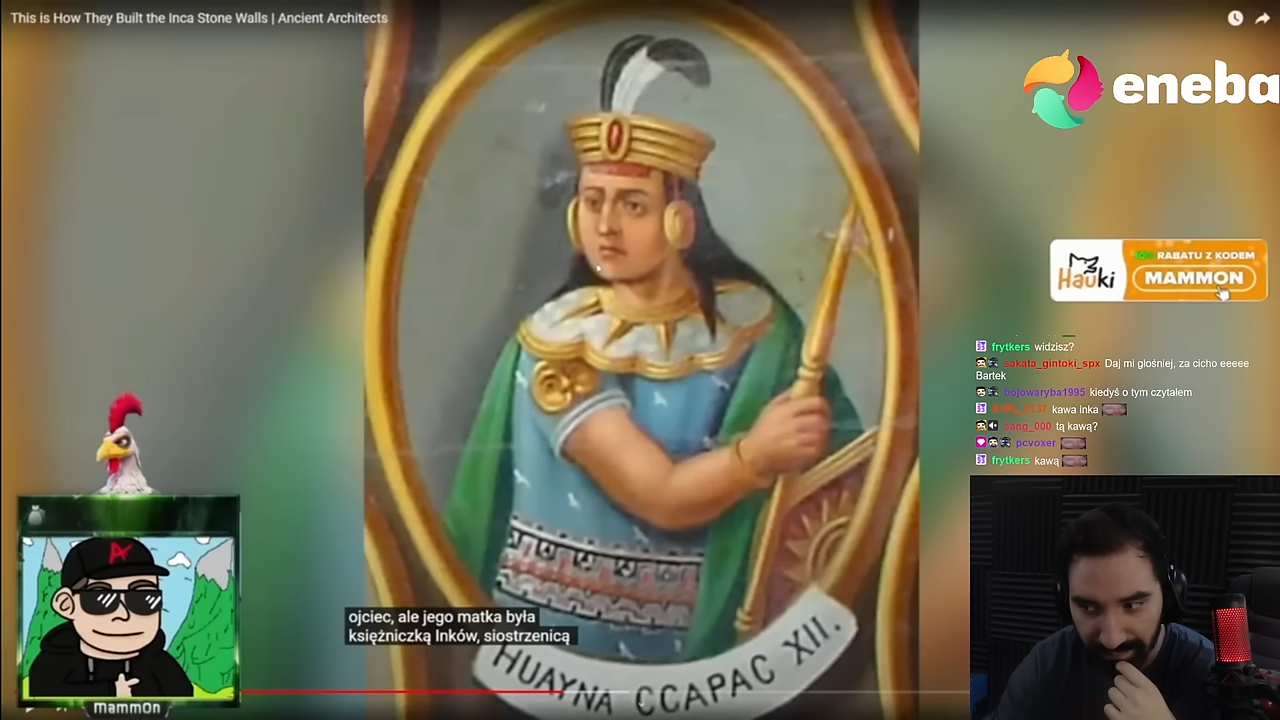 This is How They Built the Inca Stone Walls | Ancient Architects
eneba
Hauki
RABATU Z KODEM
MAMMON
frytkers widzisz?
sakata_gintoki_spx Daj mi głośniej, za cicho eeeee
Bartek
bojowaryba1995 kiedyś o tym czytałem
kawa inka
sang_000 tą kawą?
pcvoxer
frytkers kawą
ojciec, ale jego matka była
księżniczką Inków, siostrzenicą
HUAYNA CCAPAC XII.
MammOn